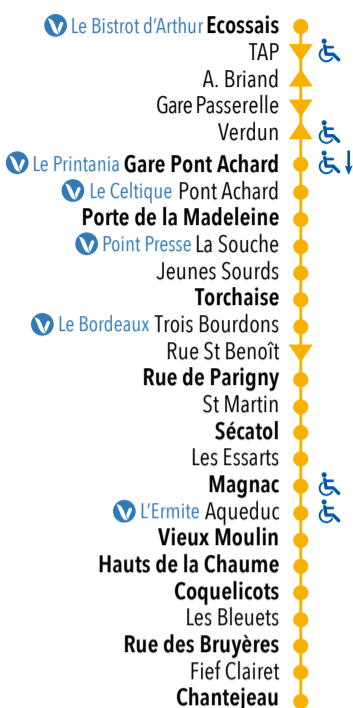 Le Bistrot d'Arthur Ecossais
TAP
A. Briand
Gare Passerelle
Verdun
Le Printania Gare Pont Achard
Le Celtique Pont Achard
Porte de la Madeleine
Point Presse La Souche
Jeunes Sourds
Torchaise
Le Bordeaux Trois Bourdons
Rue St Benoît
Rue de Parigny
St Martin
Sécatol
Les Essarts
Magnac
L'Ermite Aqueduc
Vieux Moulin
Hauts de la Chaume
Coquelicots
Les Bleuets
Rue des Bruyères
Fief Clairet
Chantejeau